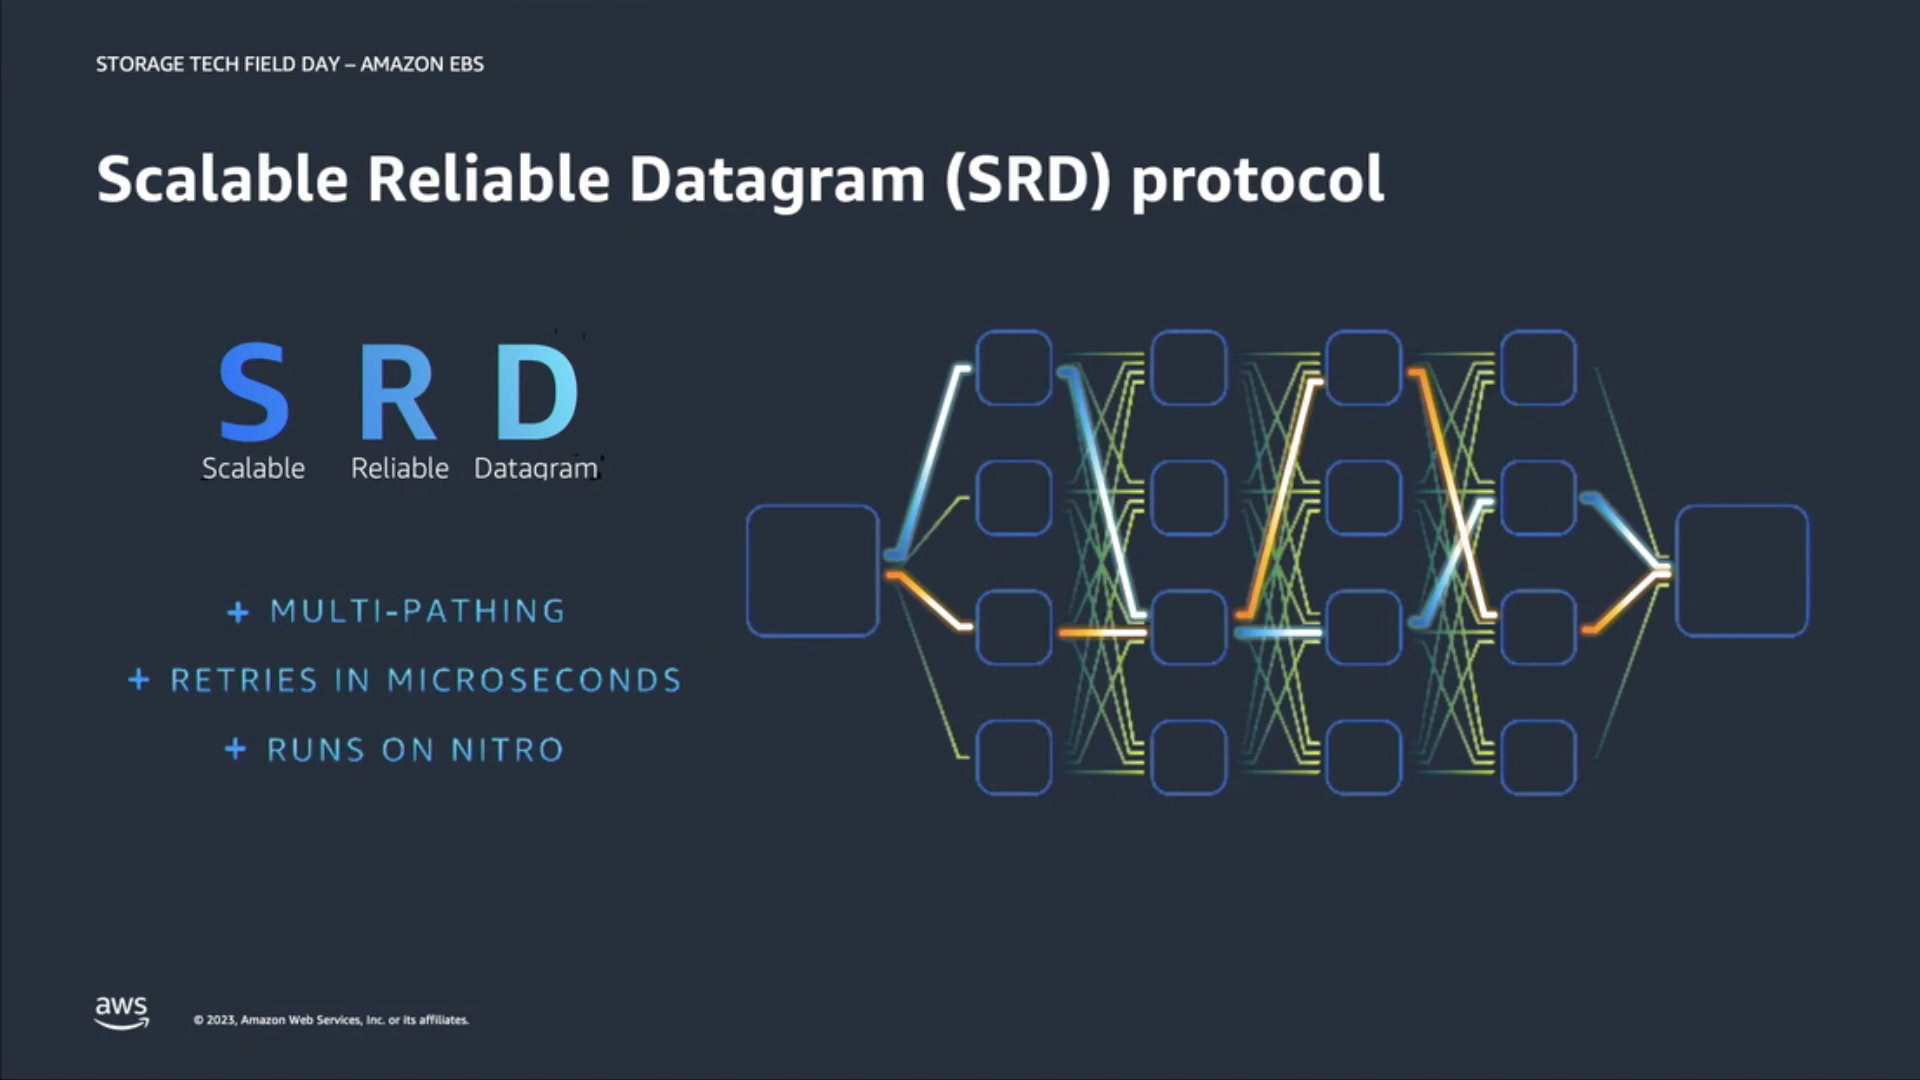 STORAGE TECH FIELD DAY – AMAZON EBS
Scalable Reliable Datagram (SRD) protocol
S R D
Scalable Reliable Datagram
+ MULTI-PATHING
+ RETRIES IN MICROSECONDS
+ RUNS ON NITRO
aws
© 2023, Amazon Web Services, Inc. or its affiliates.